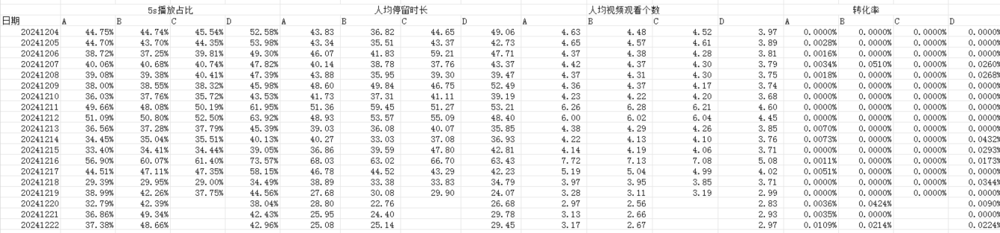 5s播放占比 人均停留时长 人均视频观看个数 转化率
日期 A B C D A B C D A B C D A B C D
20241204 44.75% 44.74% 45.54% 52.58% 43.83 36.82 44.65 49.06 4.63 4.48 4.52 3.97 0.0000% 0.0000% 0.0000% 0.0000%
20241205 44.70% 43.70% 44.35% 53.98% 43.34 35.51 43.37 42.73 4.65 4.57 4.61 3.89 0.0028% 0.0000% 0.0000% 0.0000%
20241206 38.72% 37.25% 39.81% 49.30% 46.07 41.83 59.21 47.71 4.37 4.38 4.28 3.81 0.0016% 0.0000% 0.0000% 0.0000%
20241207 40.06% 40.68% 40.74% 47.82% 40.14 38.78 37.76 43.37 4.42 4.37 4.30 3.79 0.0034% 0.0510% 0.0000% 0.0260%
20241208 39.08% 39.38% 40.41% 47.39% 43.88 35.95 39.30 39.47 4.37 4.31 4.30 3.75 0.0018% 0.0000% 0.0000% 0.0268%
20241209 38.00% 38.55% 38.32% 45.98% 48.60 49.84 46.75 52.49 4.36 4.37 4.17 3.74 0.0000% 0.0000% 0.0000% 0.0000%
20241210 36.03% 37.76% 35.72% 43.53% 41.73 37.31 41.11 39.19 4.23 4.22 4.20 3.68 0.0000% 0.0000% 0.0000% 0.0000%
20241211 49.66% 48.08% 50.19% 61.95% 51.36 59.45 51.27 53.21 6.26 6.28 6.21 4.60 0.0000% 0.0000% 0.0000% 0.0000%
20241212 51.09% 50.80% 52.50% 63.92% 48.93 53.57 55.09 48.40 6.00 6.02 6.04 4.45 0.0000% 0.0000% 0.0000% 0.0000%
20241213 36.56% 37.28% 37.79% 45.39% 39.03 36.08 40.07 35.85 4.38 4.29 4.26 3.85 0.0070% 0.0000% 0.0000% 0.0000%
20241214 34.45% 35.04% 35.51% 40.13% 40.27 33.03 37.08 36.93 4.22 4.13 4.10 3.76 0.0073% 0.0000% 0.0000% 0.0432%
20241215 33.40% 34.41% 34.44% 39.05% 36.86 39.59 47.80 42.81 4.14 4.19 4.06 3.71 0.0000% 0.0000% 0.0000% 0.0293%
20241216 56.90% 60.07% 61.40% 73.57% 68.03 63.02 66.70 63.43 7.72 7.13 7.08 5.08 0.0011% 0.0000% 0.0000% 0.0173%
20241217 44.51% 47.11% 47.35% 58.15% 46.78 44.52 43.29 42.23 5.19 5.04 4.99 4.02 0.0051% 0.0000% 0.0000% 0.0000%
20241218 29.39% 29.95% 29.00% 34.49% 38.89 33.38 33.83 34.79 3.97 3.95 3.85 3.71 0.0000% 0.0000% 0.0000% 0.0344%
20241219 38.99% 42.26% 37.75% 44.56% 27.68 30.08 29.90 24.07 3.28 3.11 3.19 2.99 0.0000% 0.0000% 0.0000% 0.0000%
20241220 32.79% 42.39% 38.04% 28.80 22.76 26.68 2.97 2.56 2.83 0.0036% 0.0424% 0.0090%
20241221 36.86% 49.34% 42.43% 25.95 24.40 29.78 3.13 2.66 2.93 0.0035% 0.0000% 0.0000%
20241222 37.38% 48.66% 42.96% 25.08 25.14 29.45 3.17 2.67 2.97 0.0109% 0.0214% 0.0224%